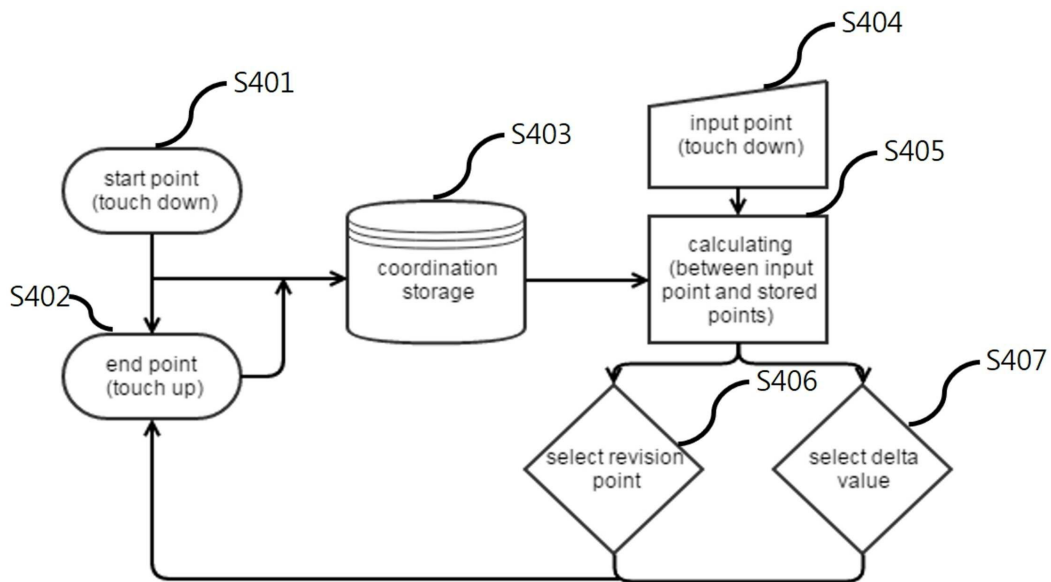 S404
S401
S403
input point
(touch down)
S405
start point
(touch down)
calculating
(between input
point and stored
points)
coordination
storage
S402
end point
(touch up)
S406
S407
select revision
point
select delta
value